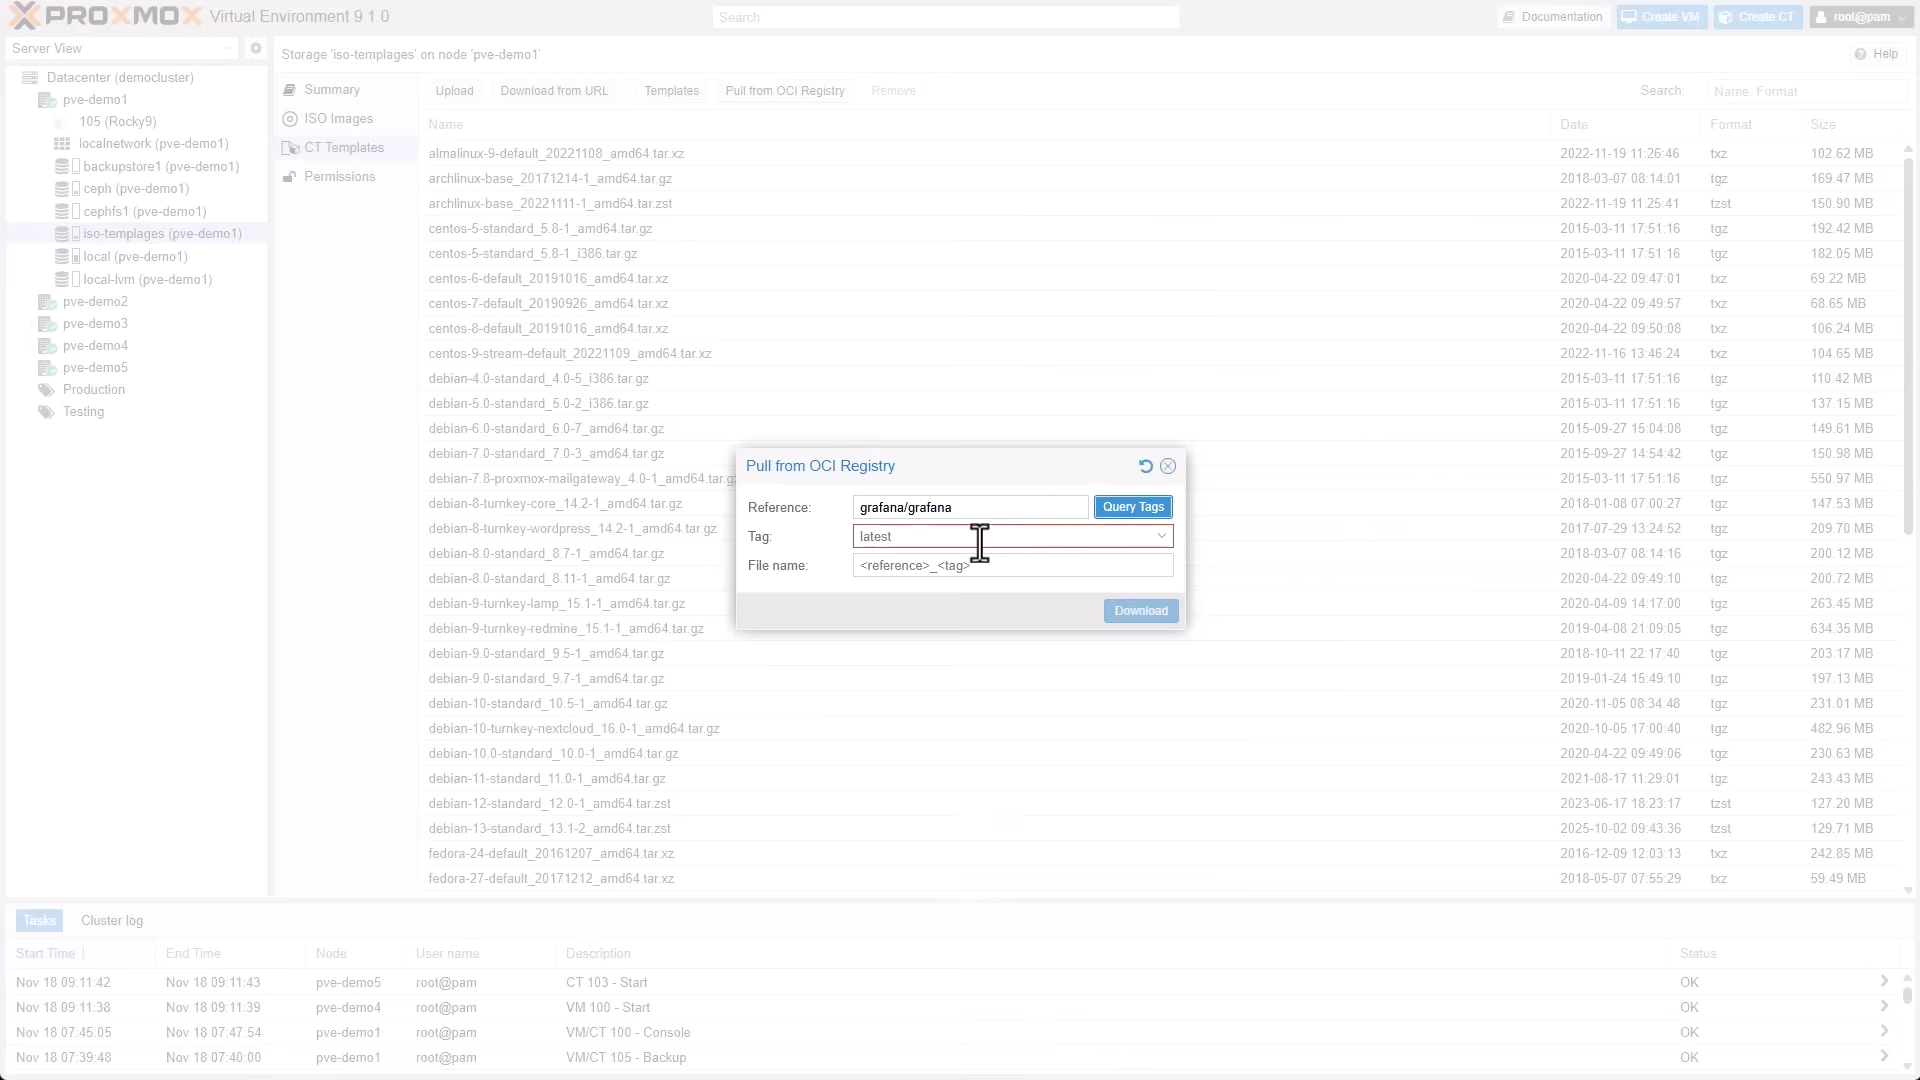 PROXMOX Virtual Environment 9.1.0
Search
Documentation
Create VM
Create CT
root@pam
Server View
Storage 'iso-templages' on node 'pve-demo1'
Help
Datacenter (democluster)
pve-demo1
105 (Rocky9)
localnetwork (pve-demo1)
backupstore1 (pve-demo1)
ceph (pve-demo1)
cephfs1 (pve-demo1)
iso-templages (pve-demo1)
local (pve-demo1)
local-lvm (pve-demo1)
pve-demo2
pve-demo3
pve-demo4
pve-demo5
Production
Testing
Summary
ISO Images
CT Templates
Permissions
Upload
Download from URL
Templates
Pull from OCI Registry
Remove
Search:
Name, Format
Name Date Format Size
almalinux-9-default_20221108_amd64.tar.xz 2022-11-19 11:26:46 txz 102.62 MB
archlinux-base_20171214-1_amd64.tar.gz 2018-03-07 08:14:01 tgz 169.47 MB
archlinux-base_20221111-1_amd64.tar.zst 2022-11-19 11:25:41 tzst 150.90 MB
centos-5-standard_5.8-1_amd64.tar.gz 2015-03-11 17:51:16 tgz 192.42 MB
centos-5-standard_5.8-1_i386.tar.gz 2015-03-11 17:51:16 tgz 182.05 MB
centos-6-default_20191016_amd64.tar.xz 2020-04-22 09:47:01 txz 69.22 MB
centos-7-default_20190926_amd64.tar.xz 2020-04-22 09:49:57 txz 68.65 MB
centos-8-default_20191016_amd64.tar.xz 2020-04-22 09:50:08 txz 106.24 MB
centos-9-stream-default_20221109_amd64.tar.xz 2022-11-16 13:46:24 txz 104.65 MB
debian-4.0-standard_4.0-5_i386.tar.gz 2015-03-11 17:51:16 tgz 110.42 MB
debian-5.0-standard_5.0-2_i386.tar.gz 2015-03-11 17:51:16 tgz 137.15 MB
debian-6.0-standard_6.0-7_amd64.tar.gz 2015-09-27 15:04:08 tgz 149.61 MB
debian-7.0-standard_7.0-3_amd64.tar.gz 2015-09-27 14:54:42 tgz 150.98 MB
debian-7.8-proxmox-mailgateway_4.0-1_amd64.tar.gz 2015-03-11 17:51:16 tgz 550.97 MB
debian-8-turnkey-core_14.2-1_amd64.tar.gz 2018-01-08 07:00:27 tgz 147.53 MB
debian-8-turnkey-wordpress_14.2-1_amd64.tar.gz 2017-07-29 13:24:52 tgz 209.70 MB
debian-8.0-standard_8.7-1_amd64.tar.gz 2018-03-07 08:14:16 tgz 200.12 MB
debian-8.0-standard_8.11-1_amd64.tar.gz 2020-04-22 09:49:10 tgz 200.72 MB
debian-9-turnkey-lamp_15.1-1_amd64.tar.gz 2020-04-09 14:17:00 tgz 263.45 MB
debian-9-turnkey-redmine_15.1-1_amd64.tar.gz 2019-04-08 21:09:05 tgz 634.35 MB
debian-9.0-standard_9.5-1_amd64.tar.gz 2018-10-11 22:17:40 tgz 203.17 MB
debian-9.0-standard_9.7-1_amd64.tar.gz 2019-01-24 15:49:10 tgz 197.13 MB
debian-10-standard_10.5-1_amd64.tar.gz 2020-11-05 08:34:48 tgz 231.01 MB
debian-10-turnkey-nextcloud_16.0-1_amd64.tar.gz 2020-10-05 17:00:40 tgz 482.96 MB
debian-10.0-standard_10.0-1_amd64.tar.gz 2020-04-22 09:49:06 tgz 230.63 MB
debian-11-standard_11.0-1_amd64.tar.gz 2021-08-17 11:29:01 tgz 243.43 MB
debian-12-standard_12.0-1_amd64.tar.zst 2023-06-17 18:23:17 tzst 127.20 MB
debian-13-standard_13.1-2_amd64.tar.zst 2025-10-02 09:43:36 tzst 129.71 MB
fedora-24-default_20161207_amd64.tar.xz 2016-12-09 12:03:13 txz 242.85 MB
fedora-27-default_20171212_amd64.tar.xz 2018-05-07 07:55:29 txz 59.49 MB
Pull from OCI Registry
Reference: grafana/grafana Query Tags
Tag: latest
File name: <reference>_<tag>
Download
Tasks
Cluster log
Start Time End Time Node User name Description Status
Nov 18 09:11:42 Nov 18 09:11:43 pve-demo5 root@pam CT 103 - Start OK
Nov 18 09:11:38 Nov 18 09:11:39 pve-demo4 root@pam VM 100 - Start OK
Nov 18 07:45:05 Nov 18 07:47:54 pve-demo1 root@pam VM/CT 100 - Console OK
Nov 18 07:39:48 Nov 18 07:40:00 pve-demo1 root@pam VM/CT 105 - Backup OK